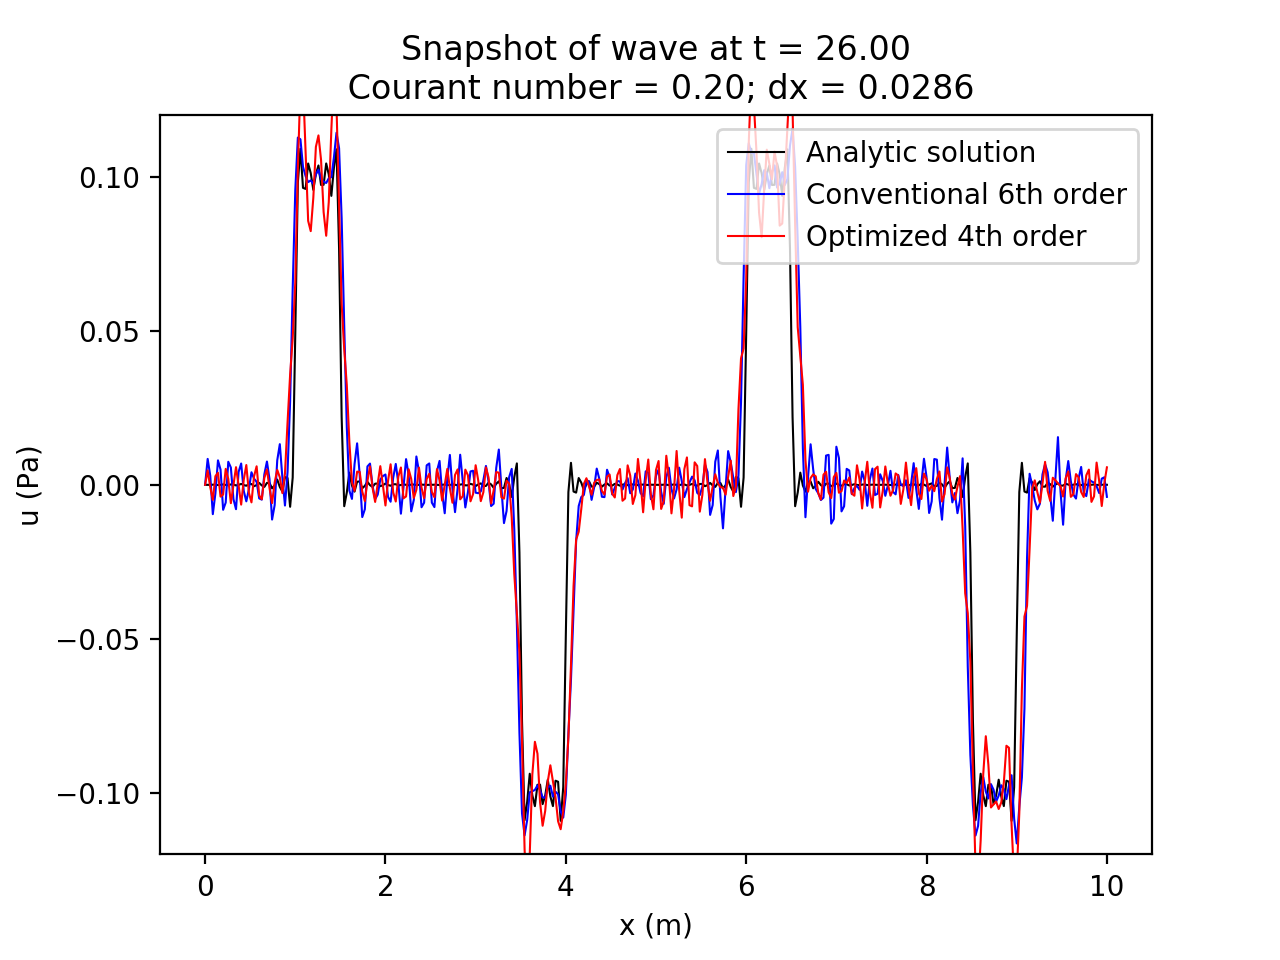 Snapshot of wave at t = 26.00
Courant number = 0.20; dx = 0.0286
Analytic solution
Conventional 6th order
Optimized 4th order
u (Pa)
0.10
0.05
0.00
−0.05
−0.10
0 2 4 6 8 10
x (m)